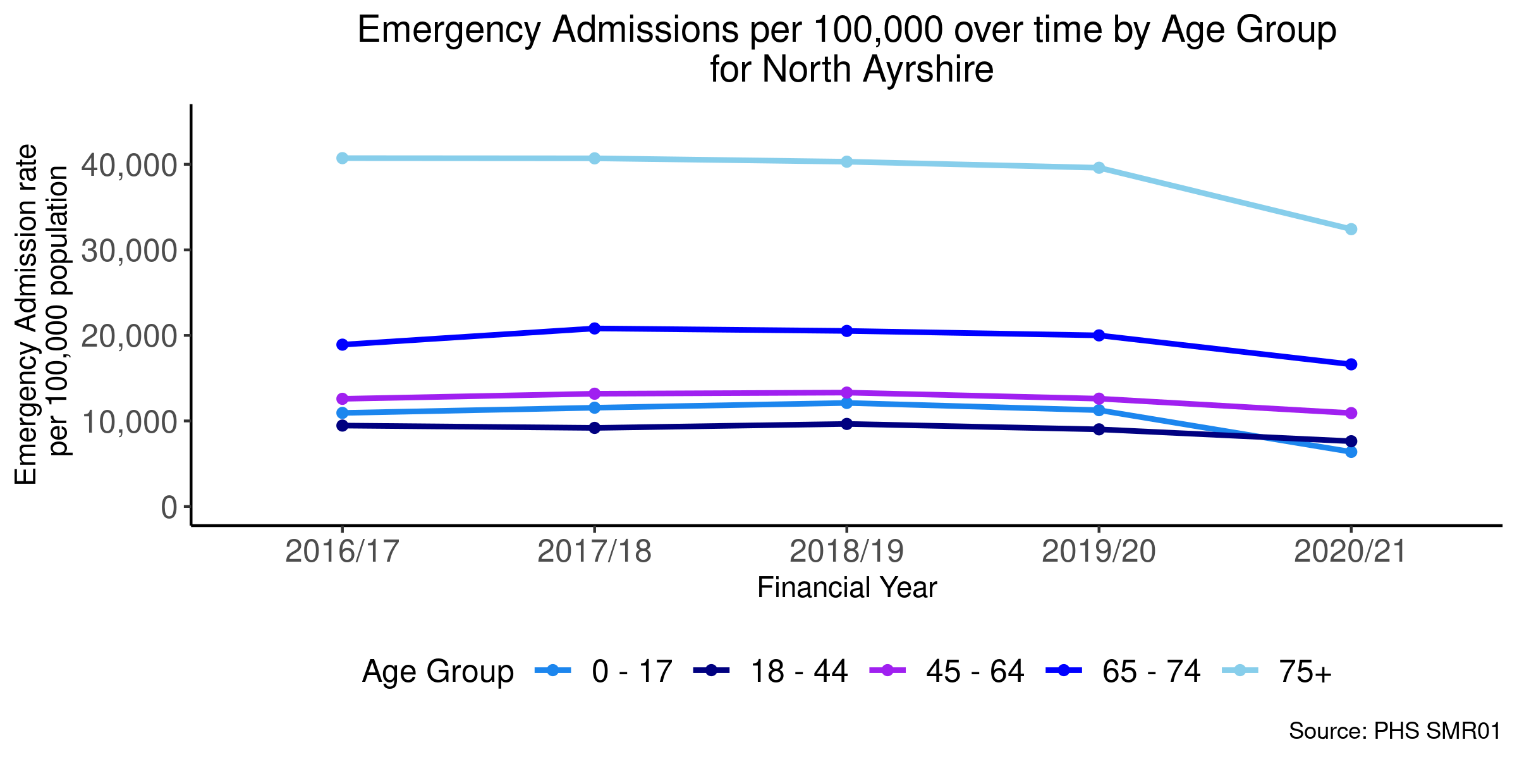 Emergency Admissions per 100,000 over time by Age Group
for North Ayrshire
Emergency Admission rate
per 100,000 population
40,000
30,000
20,000
10,000
0
2016/17 2017/18 2018/19 2019/20 2020/21
Financial Year
Age Group 0 - 17 18 - 44 45 - 64 65 - 74 75+
Source: PHS SMR01